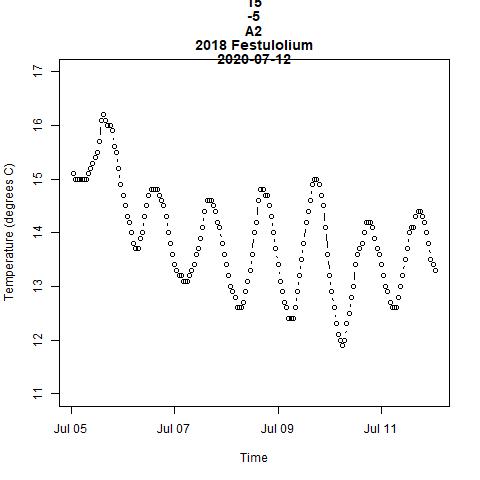 15
-5
A2
2018 Festulolium
2020-07-12
17
16
15
14
13
12
11
Temperature (degrees C)
Jul 05
Jul 07
Jul 09
Jul 11
Time